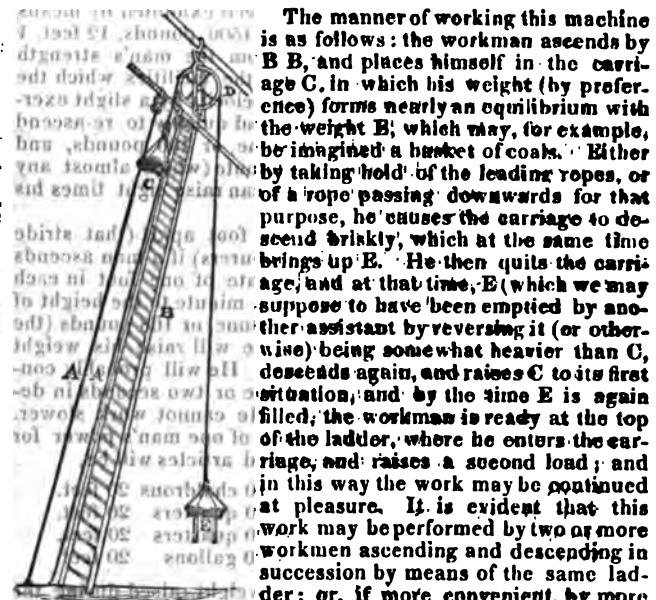 The manner of working this machine
is as follows: the workman ascends by
B B, and places himself in the carri-
age C, in which his weight (by prefer-
ence) forms nearly an equilibrium with
the weight E, which may, for example,
be imagined a basket of coals. Either
by taking hold of the leading ropes, or
of a rope passing downwards for that
purpose, he causes the carriage to de-
scend briskly, which at the same time
brings up E. He then quits the carri-
age, and at that time, E (which we may
suppose to have been emptied by ano-
ther assistant by reversing it (or other-
wise) being somewhat heavier than C,
descends again, and raises C to its first
situation, and by the time E is again
filled, the workman is ready at the top
of the ladder, where he enters the car-
riage, and raises a second load; and
in this way the work may be continued
at pleasure. It is evident that this
work may be performed by two or more
workmen ascending and descending in
succession by means of the same lad-
der; or, if more convenient, by more
D
C
B
A A
E